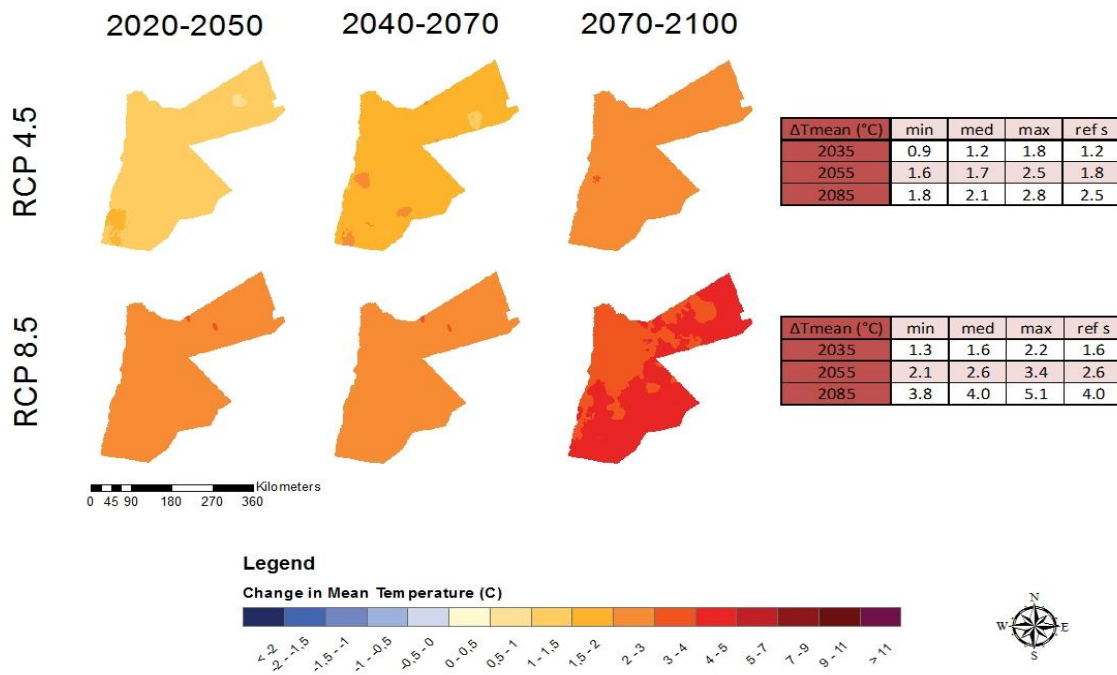 2020-2050 2040-2070 2070-2100
RCP 4.5
ΔTmean (°C) min med max ref s
2035 0.9 1.2 1.8 1.2
2055 1.6 1.7 2.5 1.8
2085 1.8 2.1 2.8 2.5
RCP 8.5
ΔTmean (°C) min med max ref s
2035 1.3 1.6 2.2 1.6
2055 2.1 2.6 3.4 2.6
2085 3.8 4.0 5.1 4.0
Kilometers
0 45 90 180 270 360
Legend
Change in Mean Temperature (C)
< -2 -2 - -1,5 -1,5 - -1 -1 - -0,5 -0,5 - 0 0 - 0,5 0,5 - 1 1 - 1,5 1,5 - 2 2 - 3 3 - 4 4 - 5 5 - 7 7 - 9 9 - 11 > 11
N
W E
S